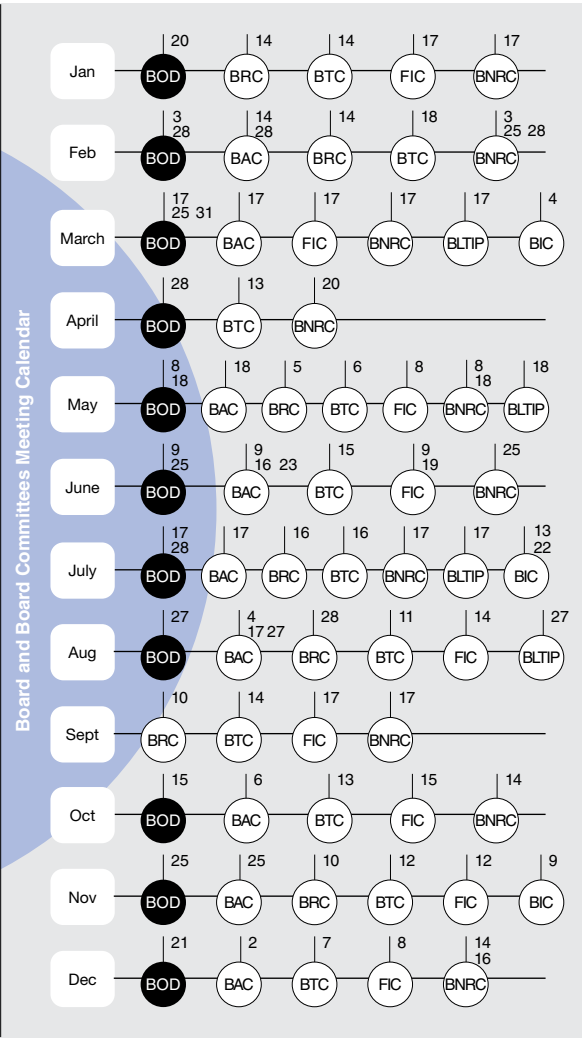 Board and Board Committees Meeting Calendar
20 14 14 17 17
Jan BOD BRC BTC FIC BNRC
3 14 14 18 3
28 28 25 28
Feb BOD BAC BRC BTC BNRC
17 17 17 17 17 4
25 31
March BOD BAC FIC BNRC BLTIP BIC
28 13 20
April BOD BTC BNRC
8 18 5 6 8 8 18
18 18
May BOD BAC BRC BTC FIC BNRC BLTIP
9 9 15 9 25
25 16 23 19
June BOD BAC BTC FIC BNRC
17 17 16 16 17 17 13
28 22
July BOD BAC BRC BTC BNRC BLTIP BIC
27 4 28 11 14 27
17 27
Aug BOD BAC BRC BTC FIC BLTIP
10 14 17 17
Sept BRC BTC FIC BNRC
15 6 13 15 14
Oct BOD BAC BTC FIC BNRC
25 25 10 12 12 9
Nov BOD BAC BRC BTC FIC BIC
21 2 7 8 14
16
Dec BOD BAC BTC FIC BNRC